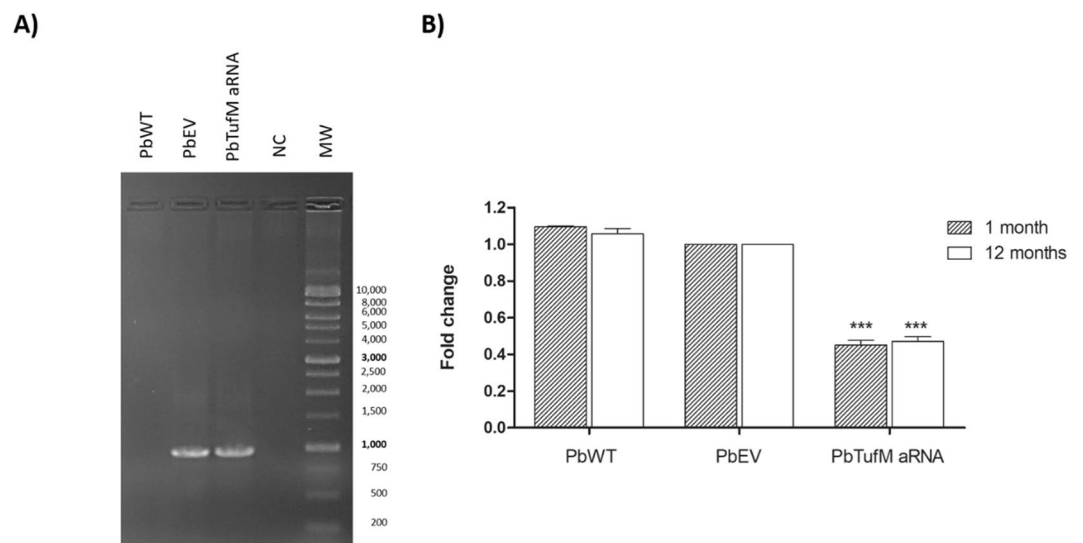 A)
PbWT
PbEV
PbTufM aRNA
NC
MW
10,000
8,000
6,000
5,000
4,000
3,000
2,500
2,000
1,500
1,000
750
500
200
B)
Fold change
1.2
1.0
0.8
0.6
0.4
0.2
0.0
*** ***
PbWT PbEV PbTufM aRNA
1 month
12 months